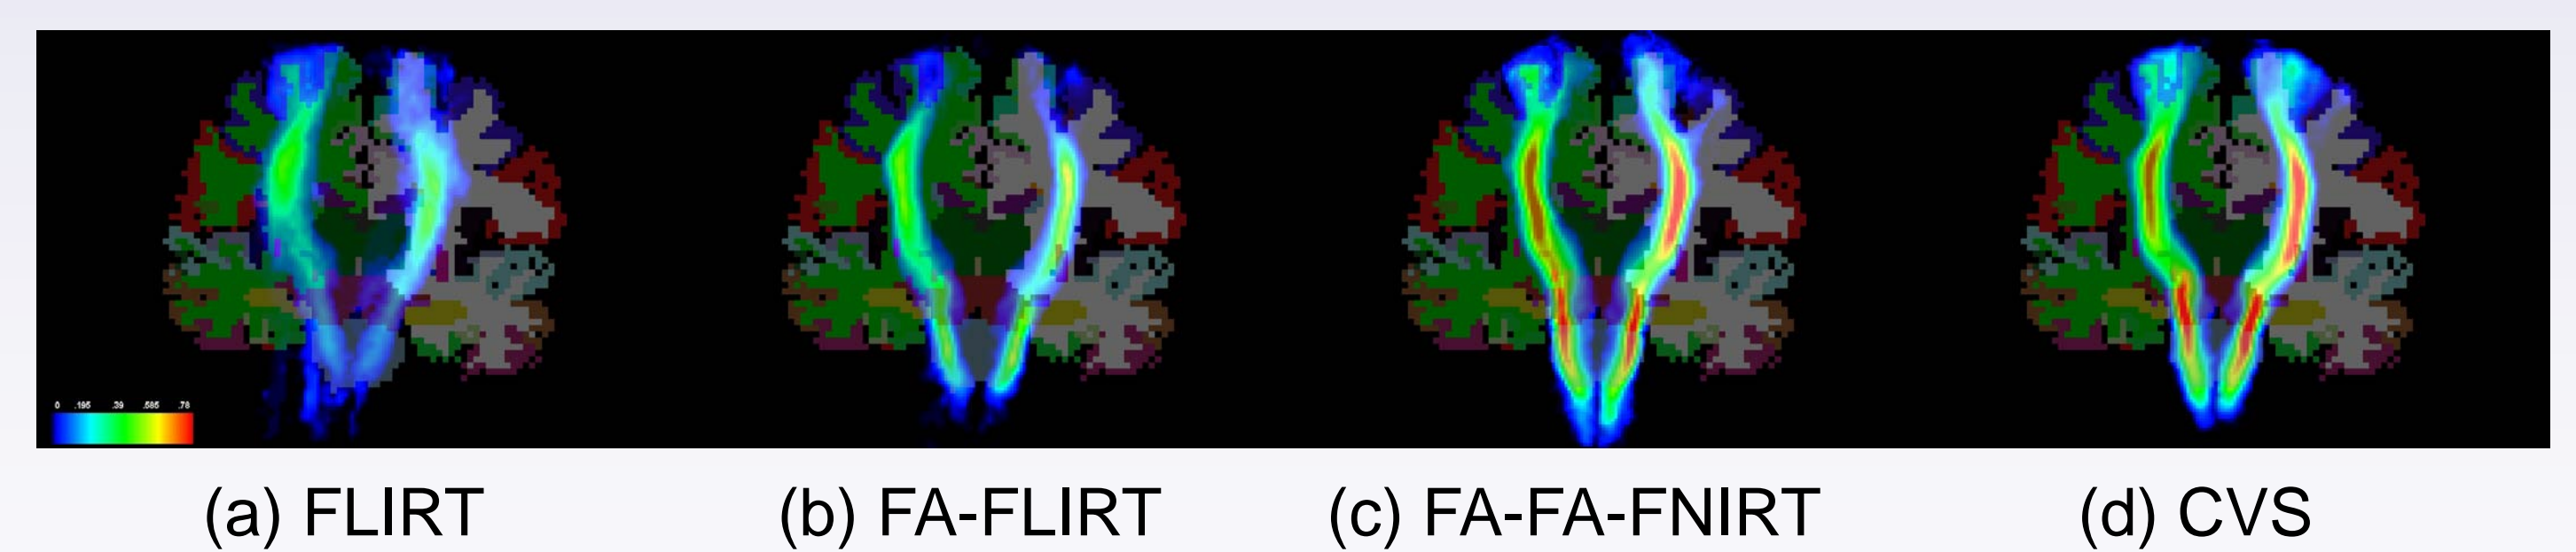 0 .195 .39 .585 .78
(a) FLIRT (b) FA-FLIRT (c) FA-FA-FNIRT (d) CVS